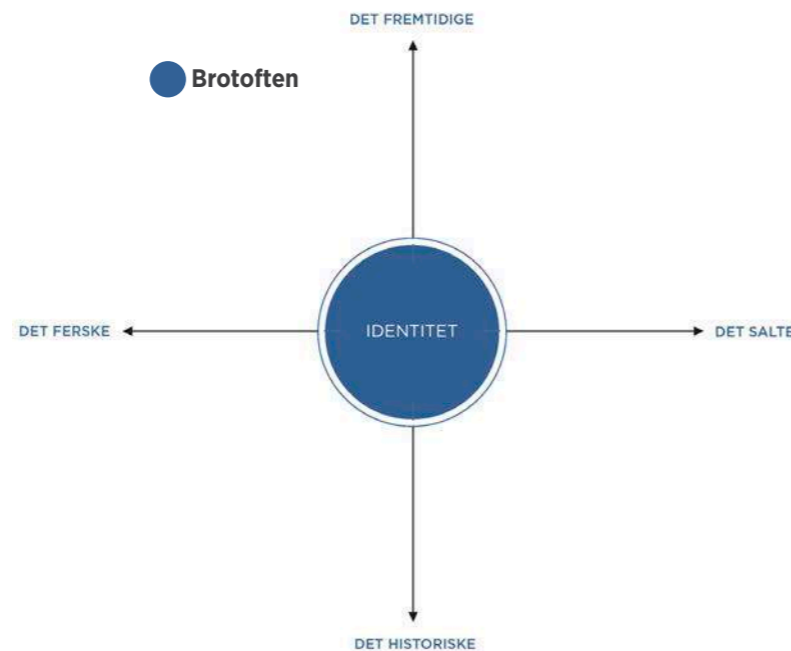 DET FREMTIDIGE
Brotoften
DET FERSKE
IDENTITET
DET SALTE
DET HISTORISKE